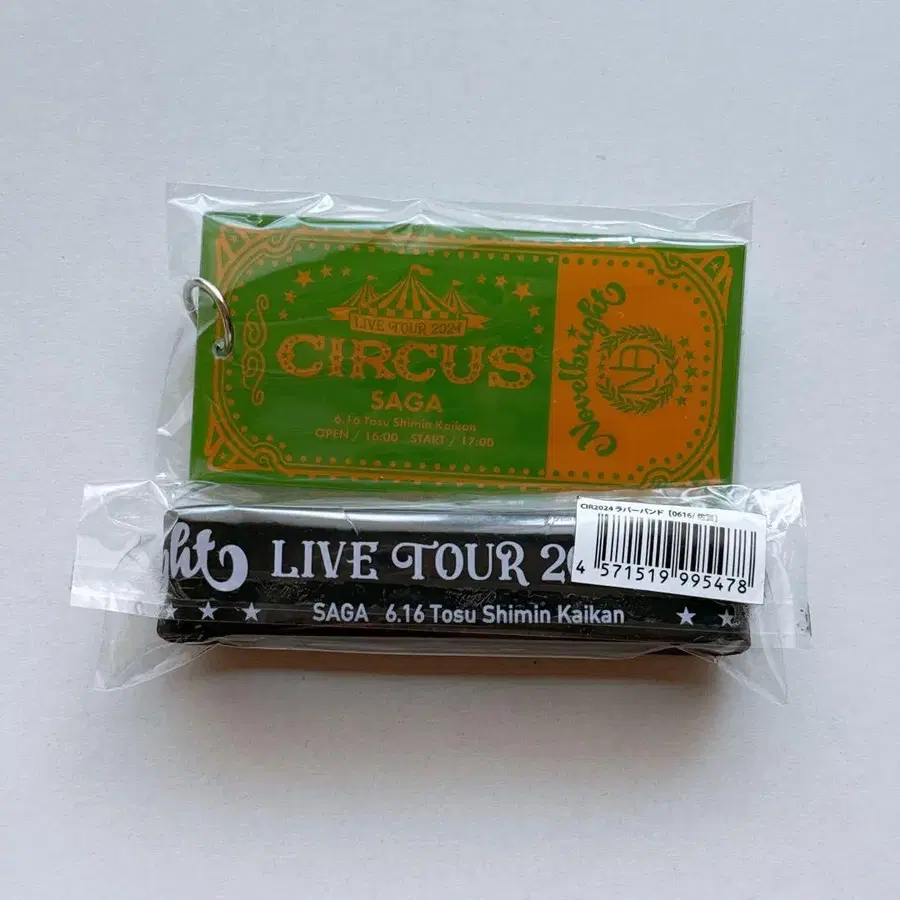 LIVE TOUR 2024
CIRCUS
SAGA
6.16 Tosu Shimin Kaikan
OPEN / 16:00 START / 17:00
Novelbright
NB
CIR2024 ラバーバンド [0616/ 佐賀]
4 571519 995478
ght LIVE TOUR 20
SAGA 6.16 Tosu Shimin Kaikan